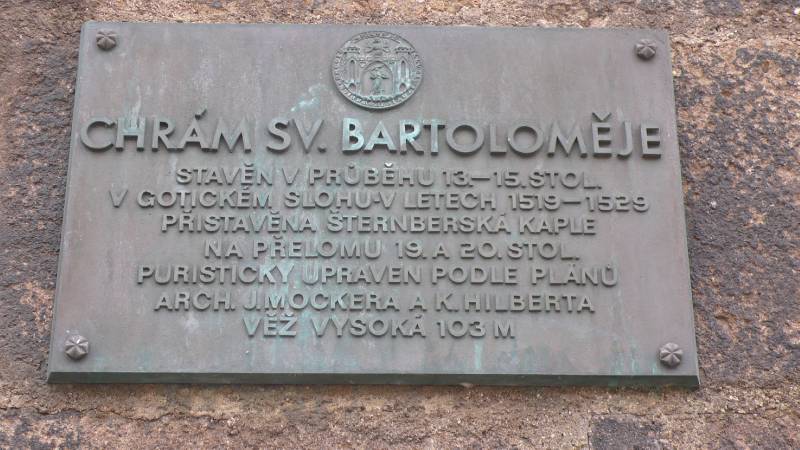 CHRÁM SV. BARTOLOMĚJE
STAVĚN V PRŮBĚHU 13.–15. STOL.
V GOTICKÉM SLOHU·V LETECH 1519–1529
PŘISTAVĚNA ŠTERNBERSKÁ KAPLE
NA PŘELOMU 19. A 20. STOL.
PURISTICKY UPRAVEN PODLE PLÁNŮ
ARCH. J. MOCKERA A K. HILBERTA
VĚŽ VYSOKÁ 103 M